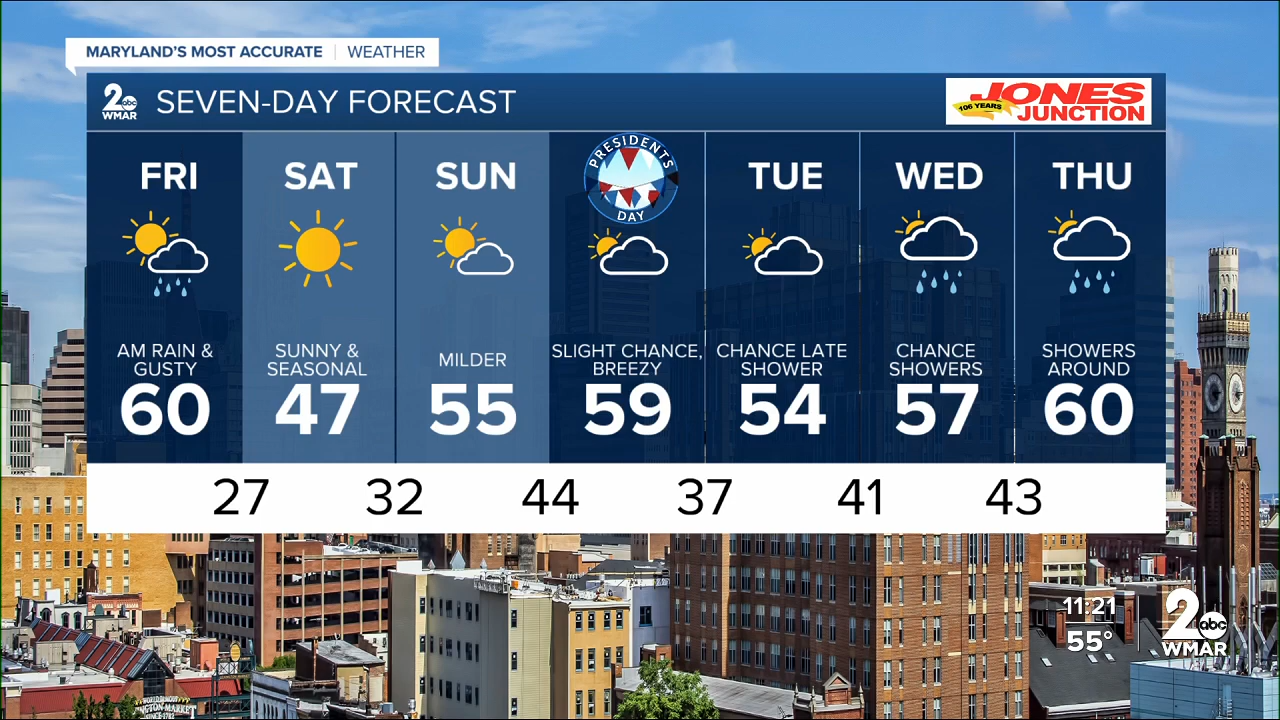 MARYLAND'S MOST ACCURATE | WEATHER
2 abc WMAR
SEVEN-DAY FORECAST
JONES
106 YEARS
JUNCTION
FRI
SAT
SUN
PRESIDENTS
DAY
TUE
WED
THU
AM RAIN &
GUSTY
60
SUNNY &
SEASONAL
47
MILDER
55
SLIGHT CHANCE,
BREEZY
59
CHANCE LATE
SHOWER
54
CHANCE
SHOWERS
57
SHOWERS
AROUND
60
27
32
44
37
41
43
11:21
55°
2 abc
WMAR
MARKET
SINCE 1782